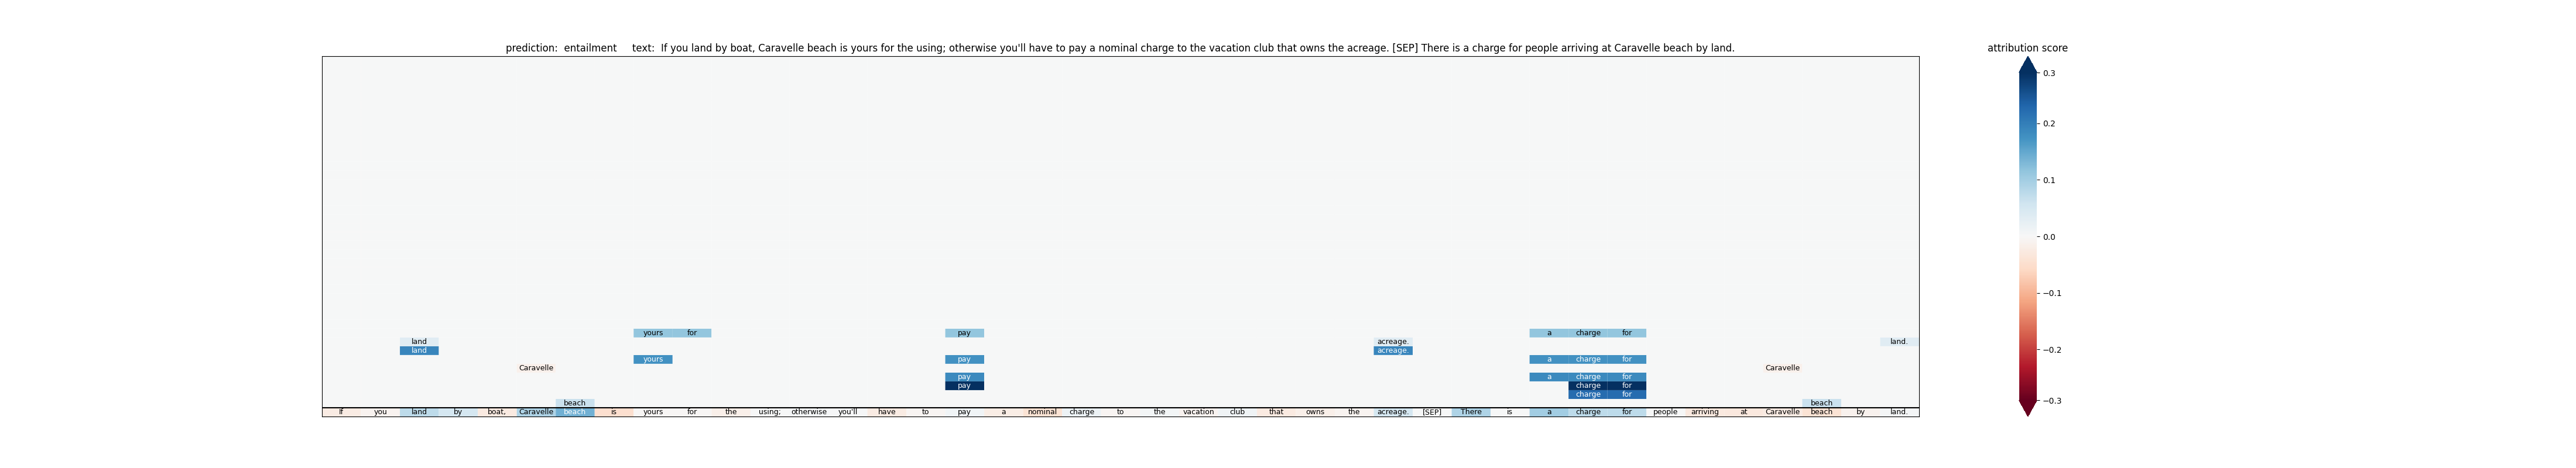 prediction:  entailment     text:  If you land by boat, Caravelle beach is yours for the using; otherwise you'll have to pay a nominal charge to the vacation club that owns the acreage. [SEP] There is a charge for people arriving at Caravelle beach by land.
attribution score
0.3
0.2
0.1
0.0
−0.1
−0.2
−0.3
yours for pay a charge for
land acreage. land.
land acreage.
yours pay a charge for
Caravelle Caravelle
pay a charge for
pay charge for
charge for
beach beach
If you land by boat, Caravelle beach is yours for the using; otherwise you'll have to pay a nominal charge to the vacation club that owns the acreage. [SEP] There is a charge for people arriving at Caravelle beach by land.